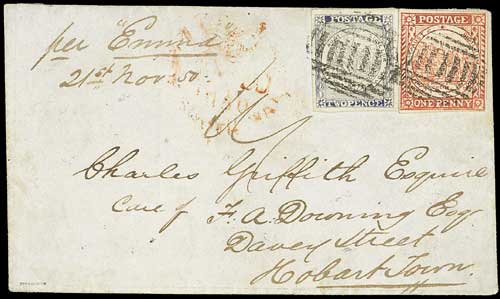 per "Emma"
21st Nov. 50
POSTAGE
TWO PENCE
POSTAGE
ONE PENNY
Charles Griffith Esquire
Care of F. A. Downing Esqr
Davey Street
Hobart Town.